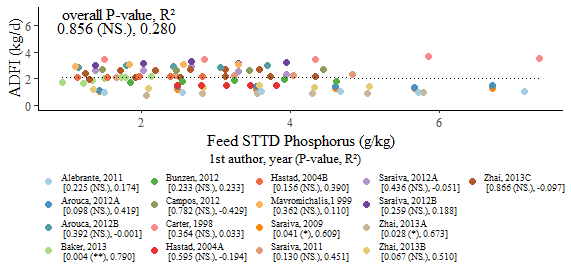 overall P-value, R²
0.856 (NS.), 0.280
ADFI (kg/d)
6
4
2
0
2
4
6
Feed STTD Phosphorus (g/kg)
1st author, year (P-value, R²)
Alebrante, 2011
[0.225 (NS.), 0.174]
Bunzen, 2012
[0.233 (NS.), 0.233]
Hastad, 2004B
[0.156 (NS.), 0.390]
Saraiva, 2012A
[0.436 (NS.), -0.051]
Zhai, 2013C
[0.866 (NS.), -0.097]
Arouca, 2012A
[0.098 (NS.), 0.419]
Campos, 2012
[0.782 (NS.), -0.429]
Mavromichalis,1 999
[0.362 (NS.), 0.110]
Saraiva, 2012B
[0.259 (NS.), 0.188]
Arouca, 2012B
[0.392 (NS.), -0.001]
Carter, 1998
[0.364 (NS.), 0.033]
Saraiva, 2009
[0.041 (*), 0.609]
Zhai, 2013A
[0.028 (*), 0.673]
Baker, 2013
[0.004 (**), 0.790]
Hastad, 2004A
[0.595 (NS.), -0.194]
Saraiva, 2011
[0.130 (NS.), 0.451]
Zhai, 2013B
[0.067 (NS.), 0.510]